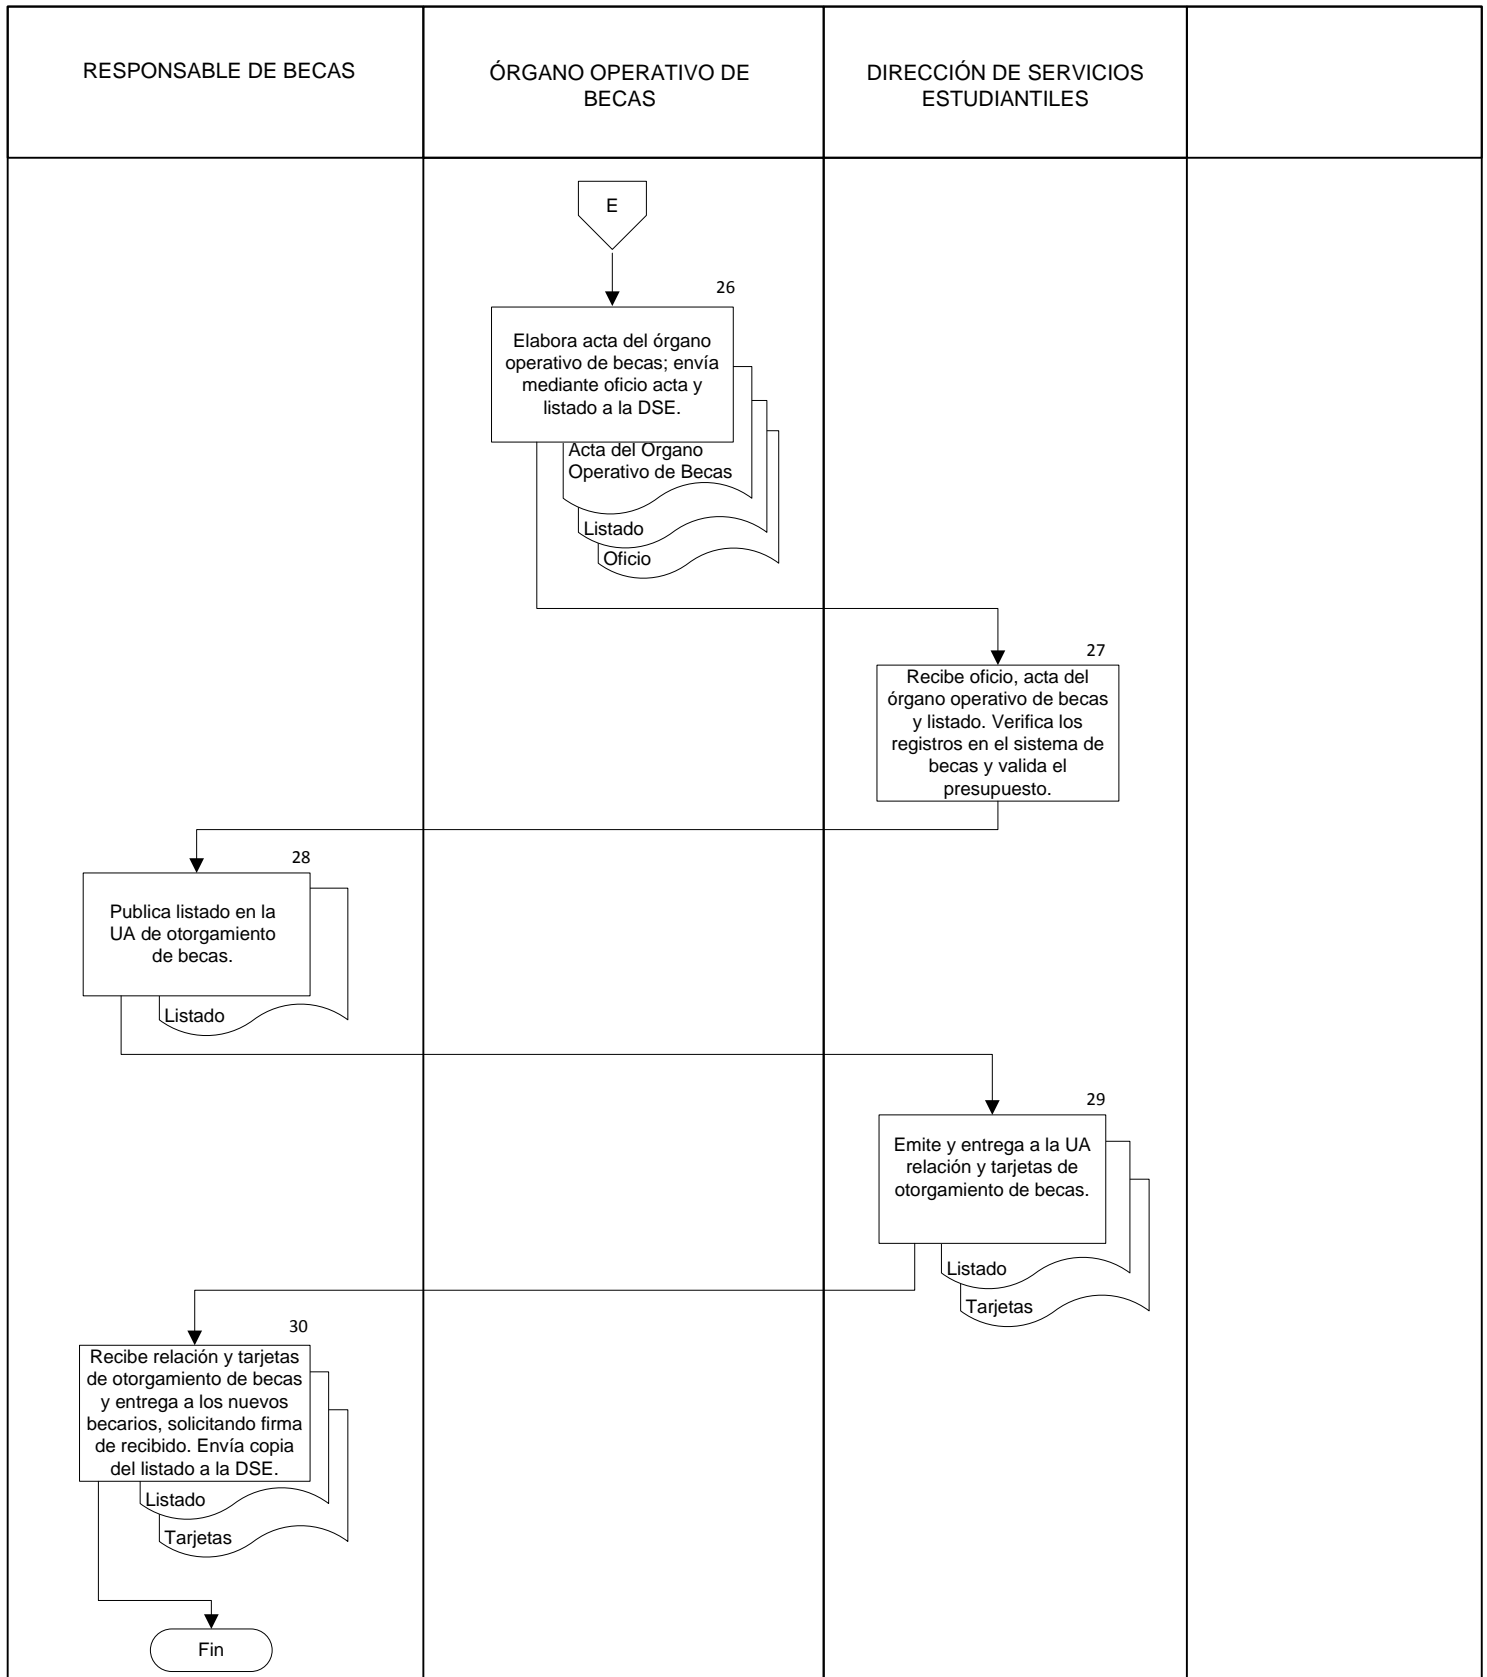 RESPONSABLE DE BECAS
ÓRGANO OPERATIVO DE
BECAS
DIRECCIÓN DE SERVICIOS
ESTUDIANTILES
E
26
Elabora acta del órgano
operativo de becas; envía
mediante oficio acta y
listado a la DSE.
Acta del Organo
Operativo de Becas
Listado
Oficio
27
Recibe oficio, acta del
órgano operativo de becas
y listado. Verifica los
registros en el sistema de
becas y valida el
presupuesto.
28
Publica listado en la
UA de otorgamiento
de becas.
Listado
29
Emite y entrega a la UA
relación y tarjetas de
otorgamiento de becas.
Listado
Tarjetas
30
Recibe relación y tarjetas
de otorgamiento de becas
y entrega a los nuevos
becarios, solicitando firma
de recibido. Envía copia
del listado a la DSE.
Listado
Tarjetas
Fin